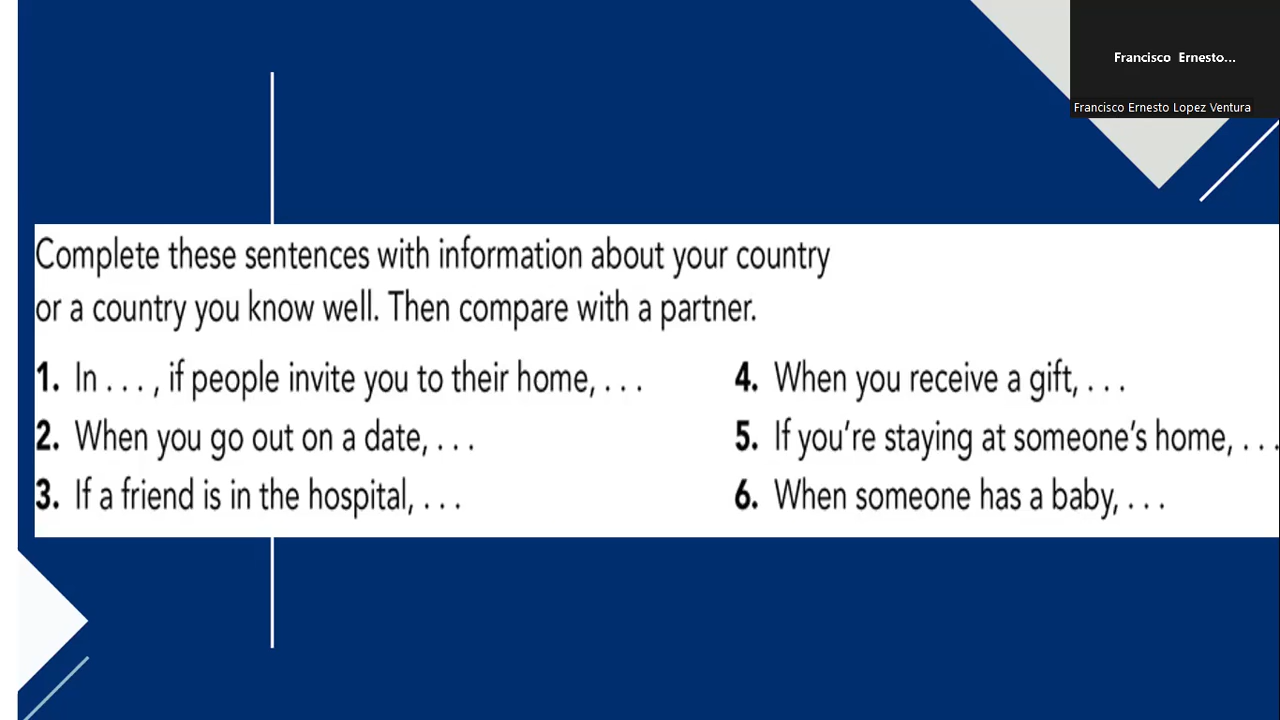 Francisco Ernesto...
Francisco Ernesto Lopez Ventura
Complete these sentences with information about your country
or a country you know well. Then compare with a partner.
1. In . . . , if people invite you to their home, . . .
2. When you go out on a date, . . .
3. If a friend is in the hospital, . . .
4. When you receive a gift, . . .
5. If you’re staying at someone’s home, . . .
6. When someone has a baby, . . .